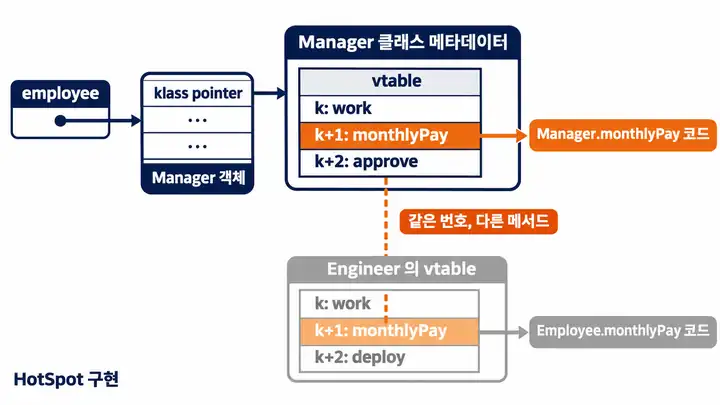 employee
klass pointer
...
...
Manager 객체
Manager 클래스 메타데이터
vtable
k: work
k+1: monthlyPay
k+2: approve
Manager.monthlyPay 코드
같은 번호, 다른 메서드
Engineer 의 vtable
k: work
k+1: monthlyPay
k+2: deploy
Employee.monthlyPay 코드
HotSpot 구현